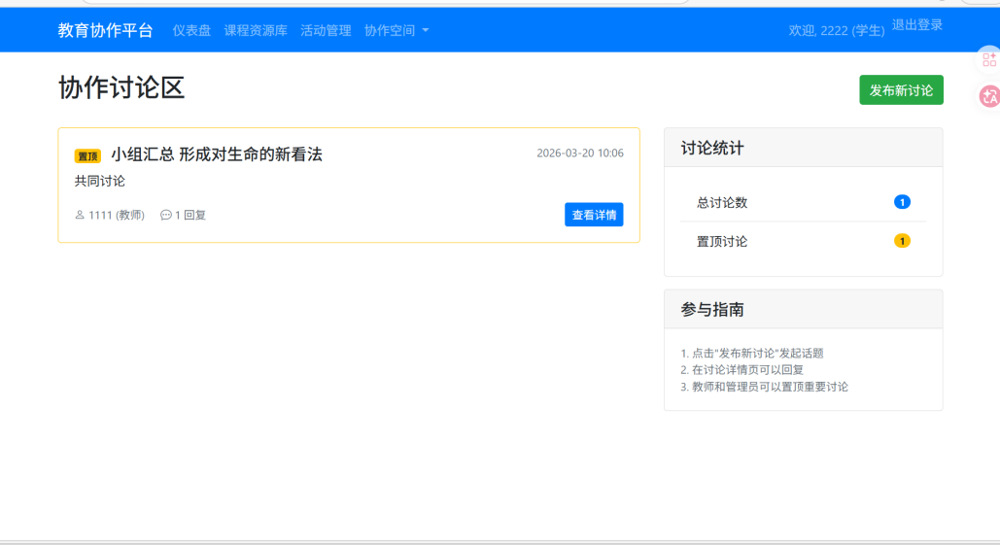 教育协作平台 仪表盘 课程资源库 活动管理 协作空间 欢迎, 2222 (学生) 退出登录
协作讨论区 发布新讨论
置顶 小组汇总 形成对生命的新看法 2026-03-20 10:06
共同讨论
1111 (教师) 1 回复 查看详情
讨论统计
总讨论数 1
置顶讨论 1
参与指南
1. 点击"发布新讨论"发起话题
2. 在讨论详情页可以回复
3. 教师和管理员可以置顶重要讨论